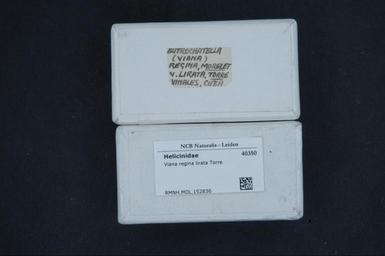 EUTROCHATELLA
(VIANA)
REGINA, MORELET
V. LIRATA, TORRE
VINALES, CUBA
NCB Naturalis - Leiden
Helicinidae 40350
Viana regina lirata Torre
RMNH.MOL.152836